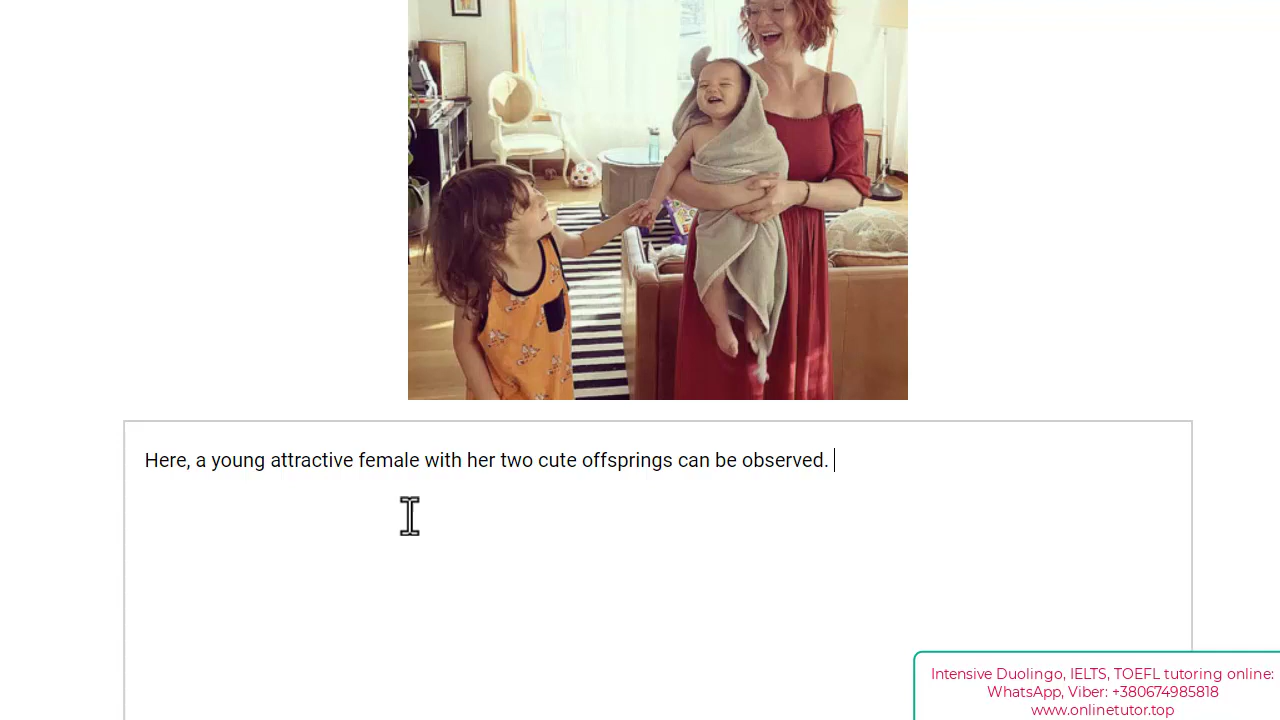 Here, a young attractive female with her two cute offsprings can be observed.
Intensive Duolingo, IELTS, TOEFL tutoring online:
WhatsApp, Viber: +380674985818
www.onlinetutor.top